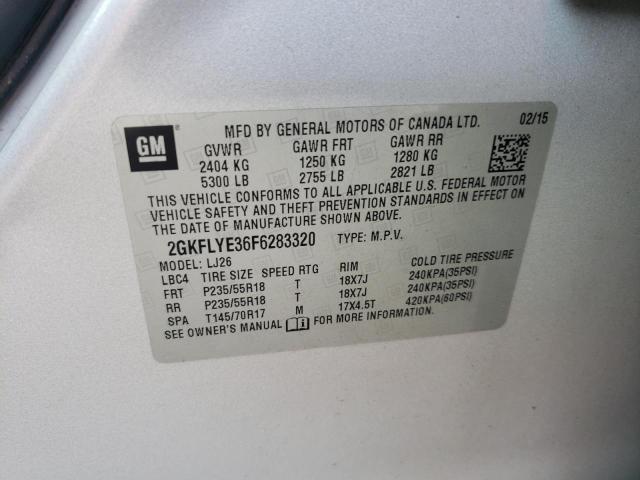 GM
MFD BY GENERAL MOTORS OF CANADA LTD. 02/15
GVWR GAWR FRT GAWR RR
2404 KG 1250 KG 1280 KG
5300 LB 2755 LB 2821 LB
THIS VEHICLE CONFORMS TO ALL APPLICABLE U.S. FEDERAL MOTOR
VEHICLE SAFETY AND THEFT PREVENTION STANDARDS IN EFFECT ON
THE DATE OF MANUFACTURE SHOWN ABOVE.
2GKFLYE36F6283320 TYPE: M.P.V.
MODEL: LJ26
LBC4 TIRE SIZE SPEED RTG RIM COLD TIRE PRESSURE
FRT P235/55R18 T 18X7J 240KPA(35PSI)
RR P235/55R18 T 18X7J 240KPA(35PSI)
SPA T145/70R17 M 17X4.5T 420KPA(60PSI)
SEE OWNER'S MANUAL FOR MORE INFORMATION.